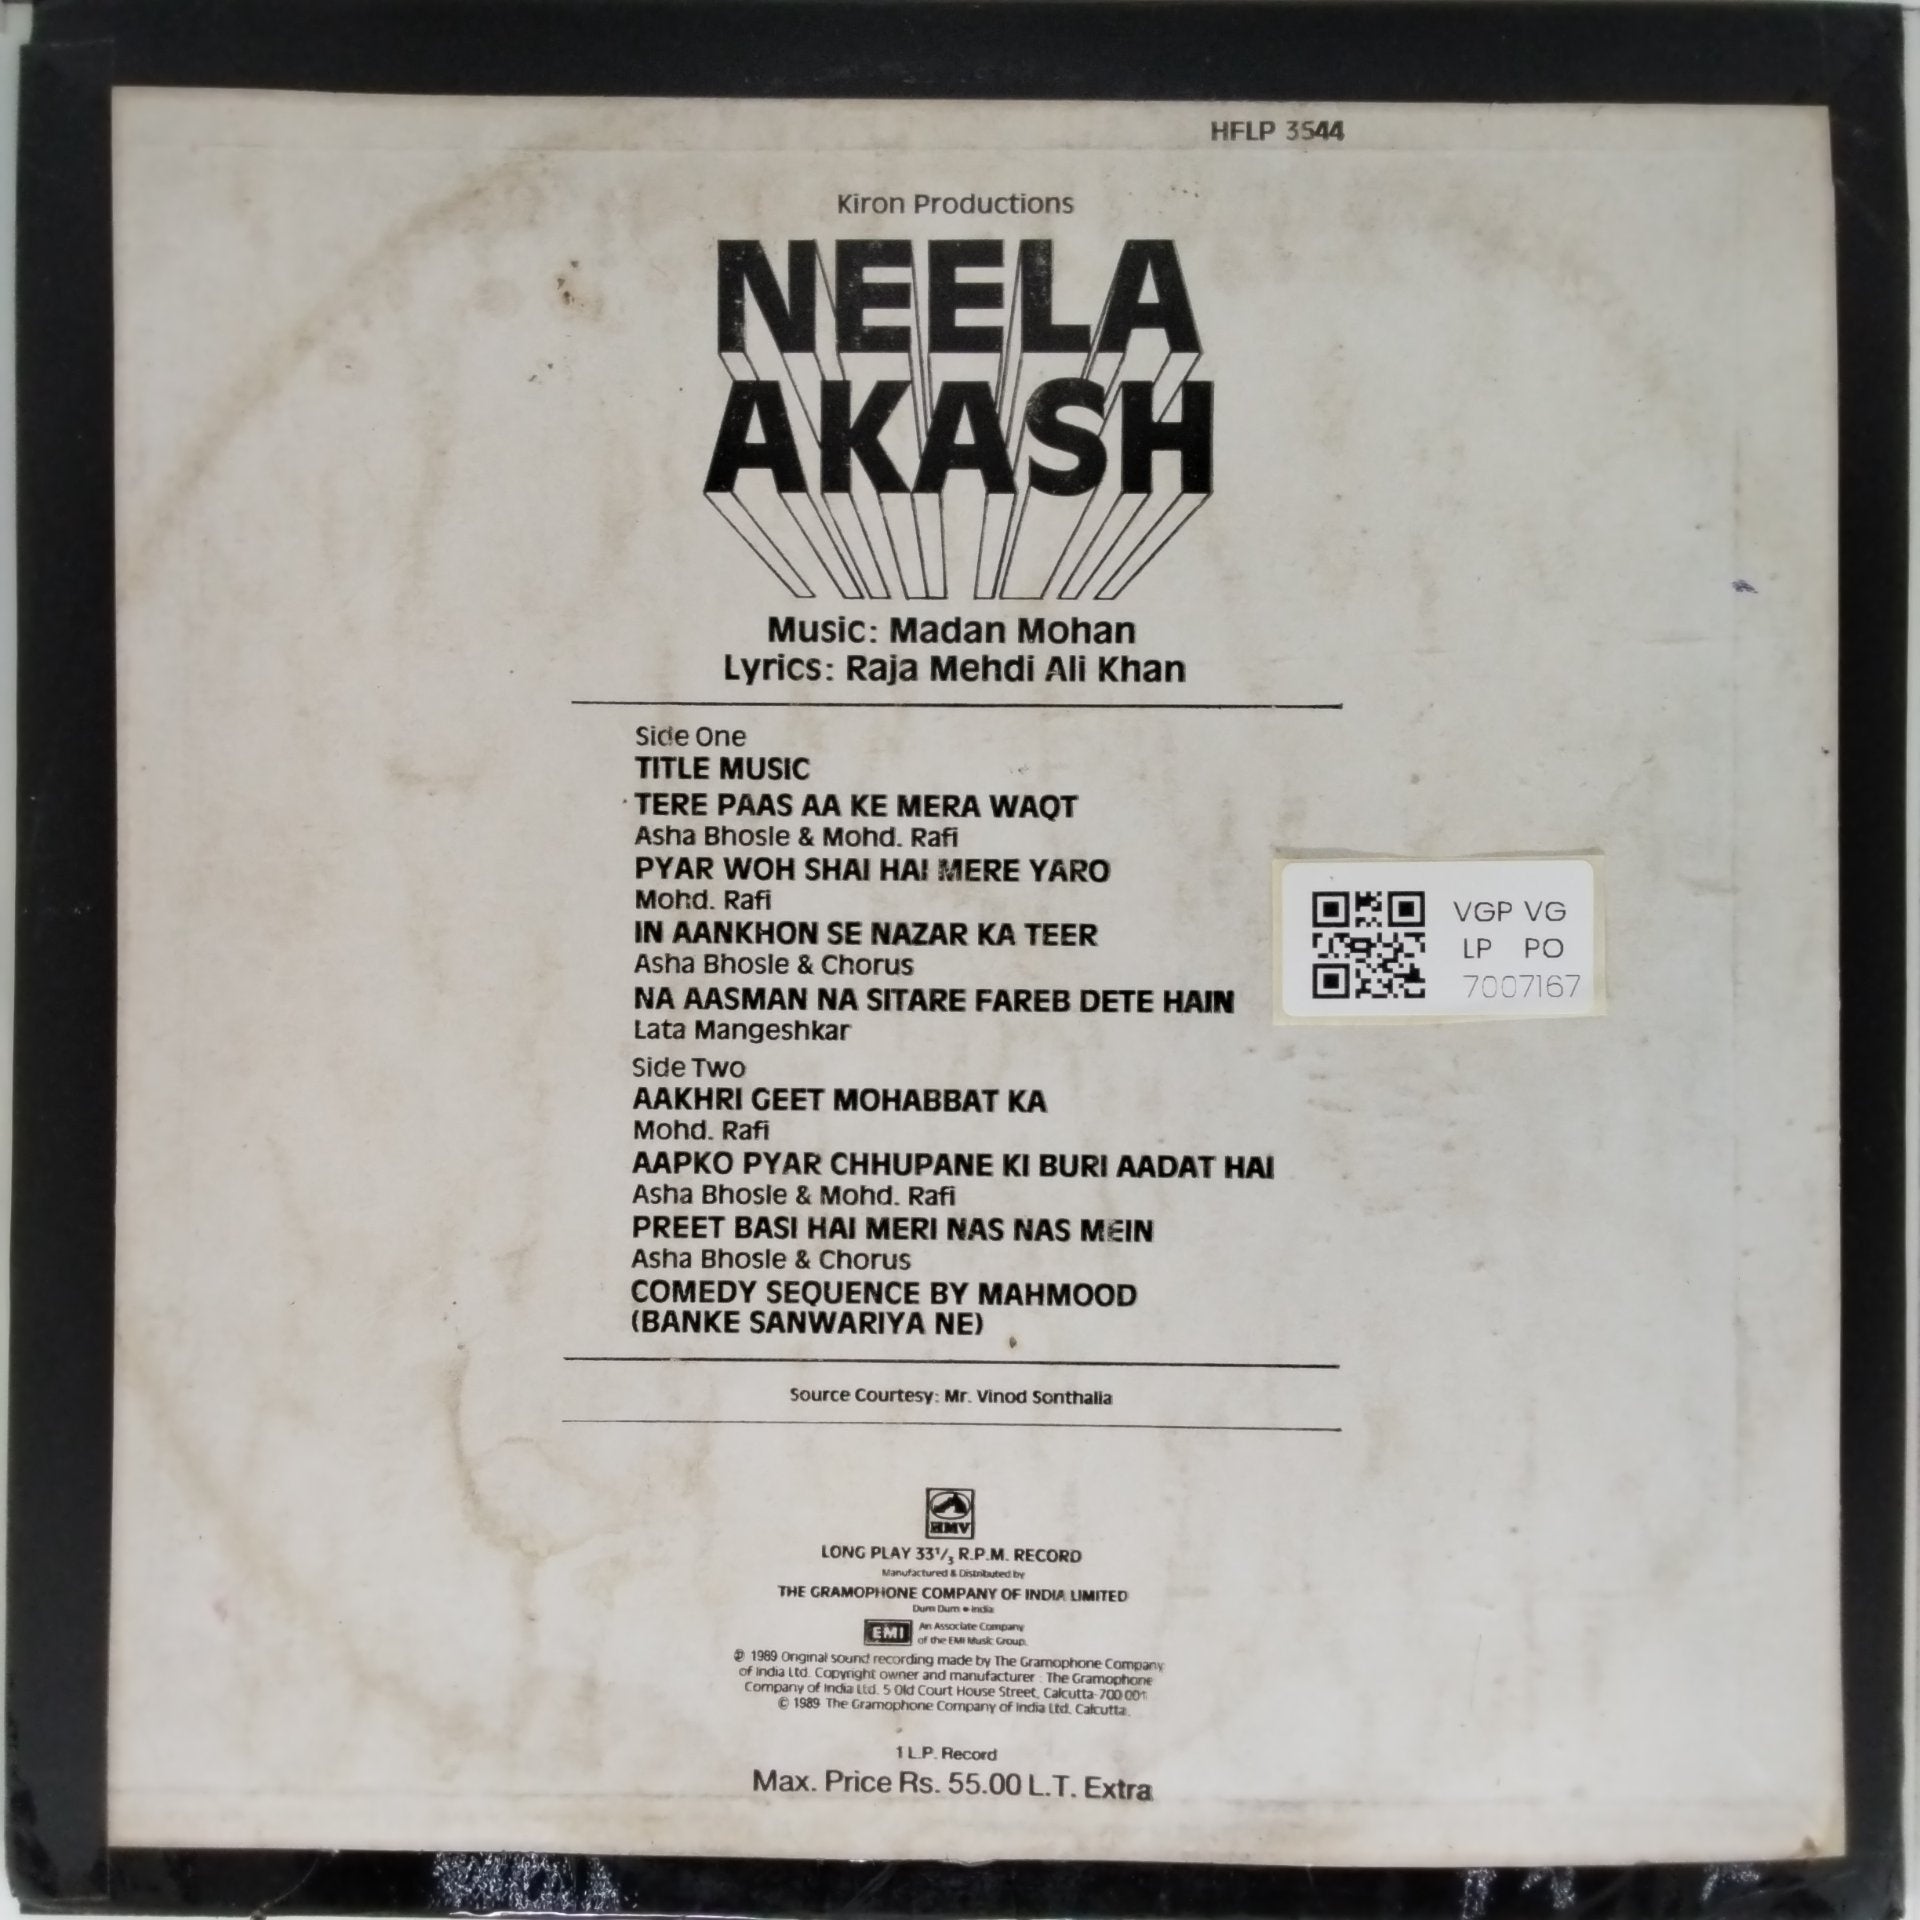 HFLP 3544
Kiron Productions
NEELA
AKASH
Music: Madan Mohan
Lyrics: Raja Mehdi Ali Khan
Side One
TITLE MUSIC
TERE PAAS AA KE MERA WAQT
Asha Bhosle & Mohd. Rafi
PYAR WOH SHAI HAI MERE YARO
Mohd. Rafi
IN AANKHON SE NAZAR KA TEER
Asha Bhosle & Chorus
NA AASMAN NA SITARE FAREB DETE HAIN
Lata Mangeshkar
VGP VG
LP PO
7007167
Side Two
AAKHRI GEET MOHABBAT KA
Mohd. Rafi
AAPKO PYAR CHHUPANE KI BURI AADAT HAI
Asha Bhosle & Mohd. Rafi
PREET BASI HAI MERI NAS NAS MEIN
Asha Bhosle & Chorus
COMEDY SEQUENCE BY MAHMOOD
(BANKE SANWARIYA NE)
Source Courtesy: Mr. Vinod Sonthalia
HMV
LONG PLAY 33 1/3 R.P.M. RECORD
Manufactured & Distributed by
THE GRAMOPHONE COMPANY OF INDIA LIMITED
Dum Dum • India
EMI An Associate Company
of the EMI Music Group.
℗ 1989 Original sound recording made by The Gramophone Company
of India Ltd. Copyright owner and manufacturer : The Gramophone
Company of India Ltd. 5 Old Court House Street, Calcutta-700 001
© 1989 The Gramophone Company of India Ltd. Calcutta.
1 L.P. Record
Max. Price Rs. 55.00 L.T. Extra